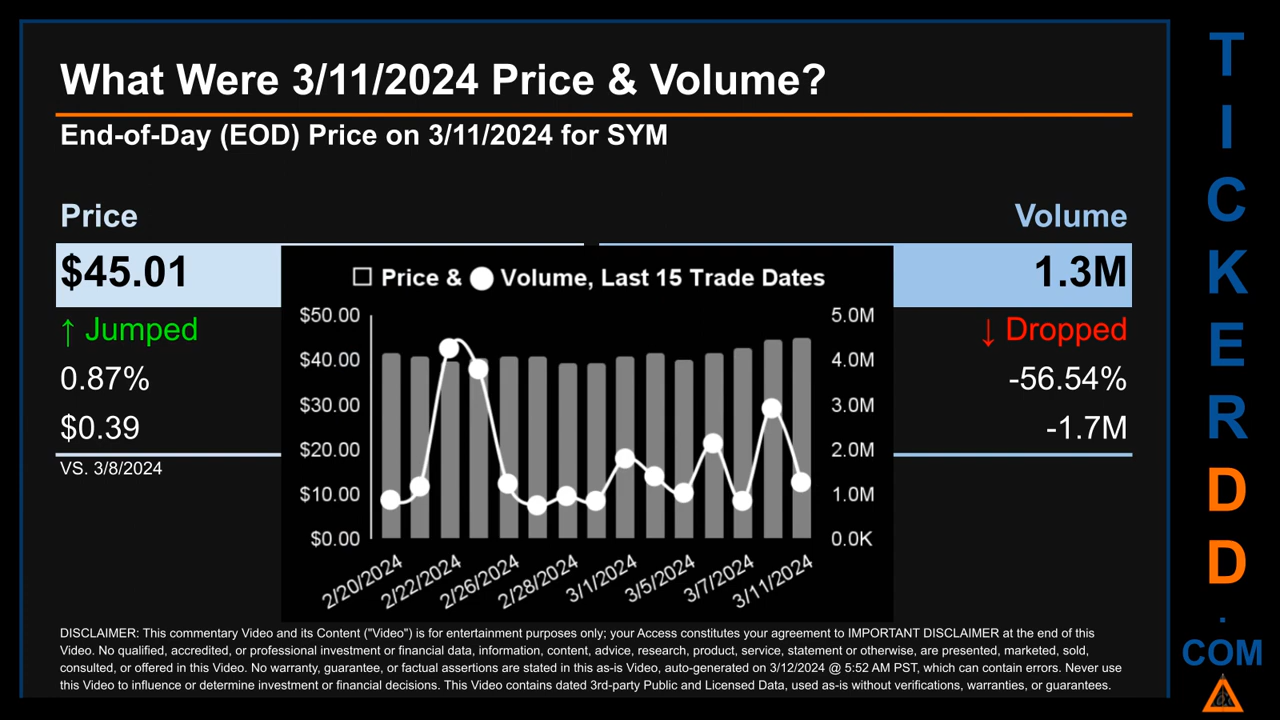 What Were 3/11/2024 Price & Volume?
End-of-Day (EOD) Price on 3/11/2024 for SYM
Price
Volume
$45.01
1.3M
↑ Jumped
↓ Dropped
0.87%
-56.54%
$0.39
-1.7M
VS. 3/8/2024
Price & Volume, Last 15 Trade Dates
$50.00
5.0M
$40.00
4.0M
$30.00
3.0M
$20.00
2.0M
$10.00
1.0M
$0.00
0.0K
2/20/2024
2/22/2024
2/26/2024
2/28/2024
3/1/2024
3/5/2024
3/7/2024
3/11/2024
DISCLAIMER: This commentary Video and its Content ("Video") is for entertainment purposes only; your Access constitutes your agreement to IMPORTANT DISCLAIMER at the end of this
Video. No qualified, accredited, or professional investment or financial data, information, content, advice, research, product, service, statement or otherwise, are presented, marketed, sold,
consulted, or offered in this Video. No warranty, guarantee, or factual assertions are stated in this as-is Video, auto-generated on 3/12/2024 @ 5:52 AM PST, which can contain errors. Never use
this Video to influence or determine investment or financial decisions. This Video contains dated 3rd-party Public and Licensed Data, used as-is without verifications, warranties, or guarantees.
T
I
C
K
E
R
D
D
.
COM